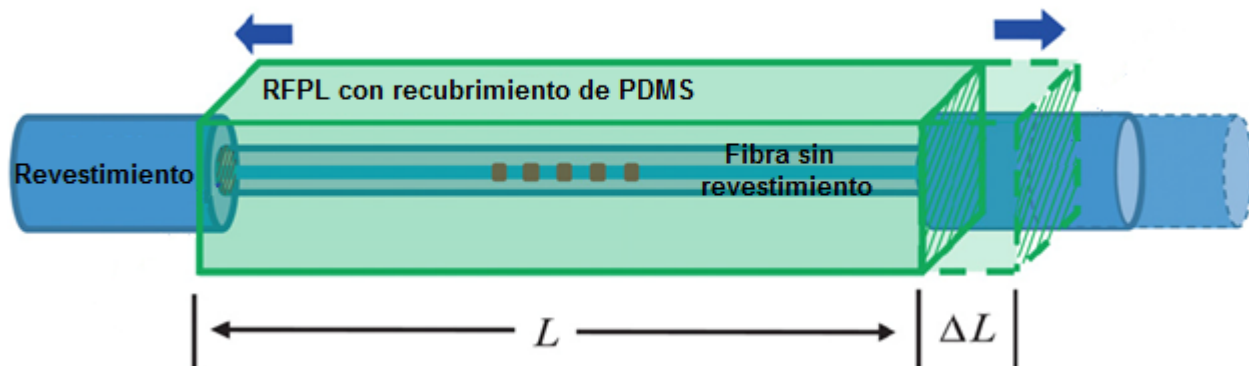 RFPL con recubrimiento de PDMS
Revestimiento
Fibra sin
revestimiento
L
ΔL